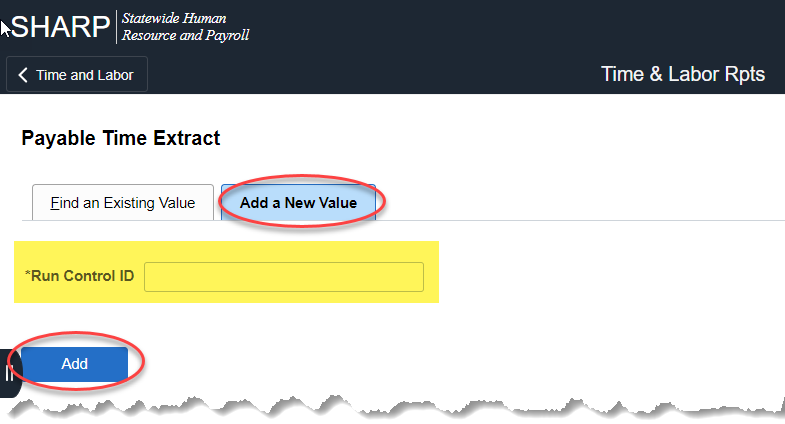 SHARP
Statewide Human
Resource and Payroll
Time and Labor
Time & Labor Rpts
Payable Time Extract
Find an Existing Value
Add a New Value
*Run Control ID
Add